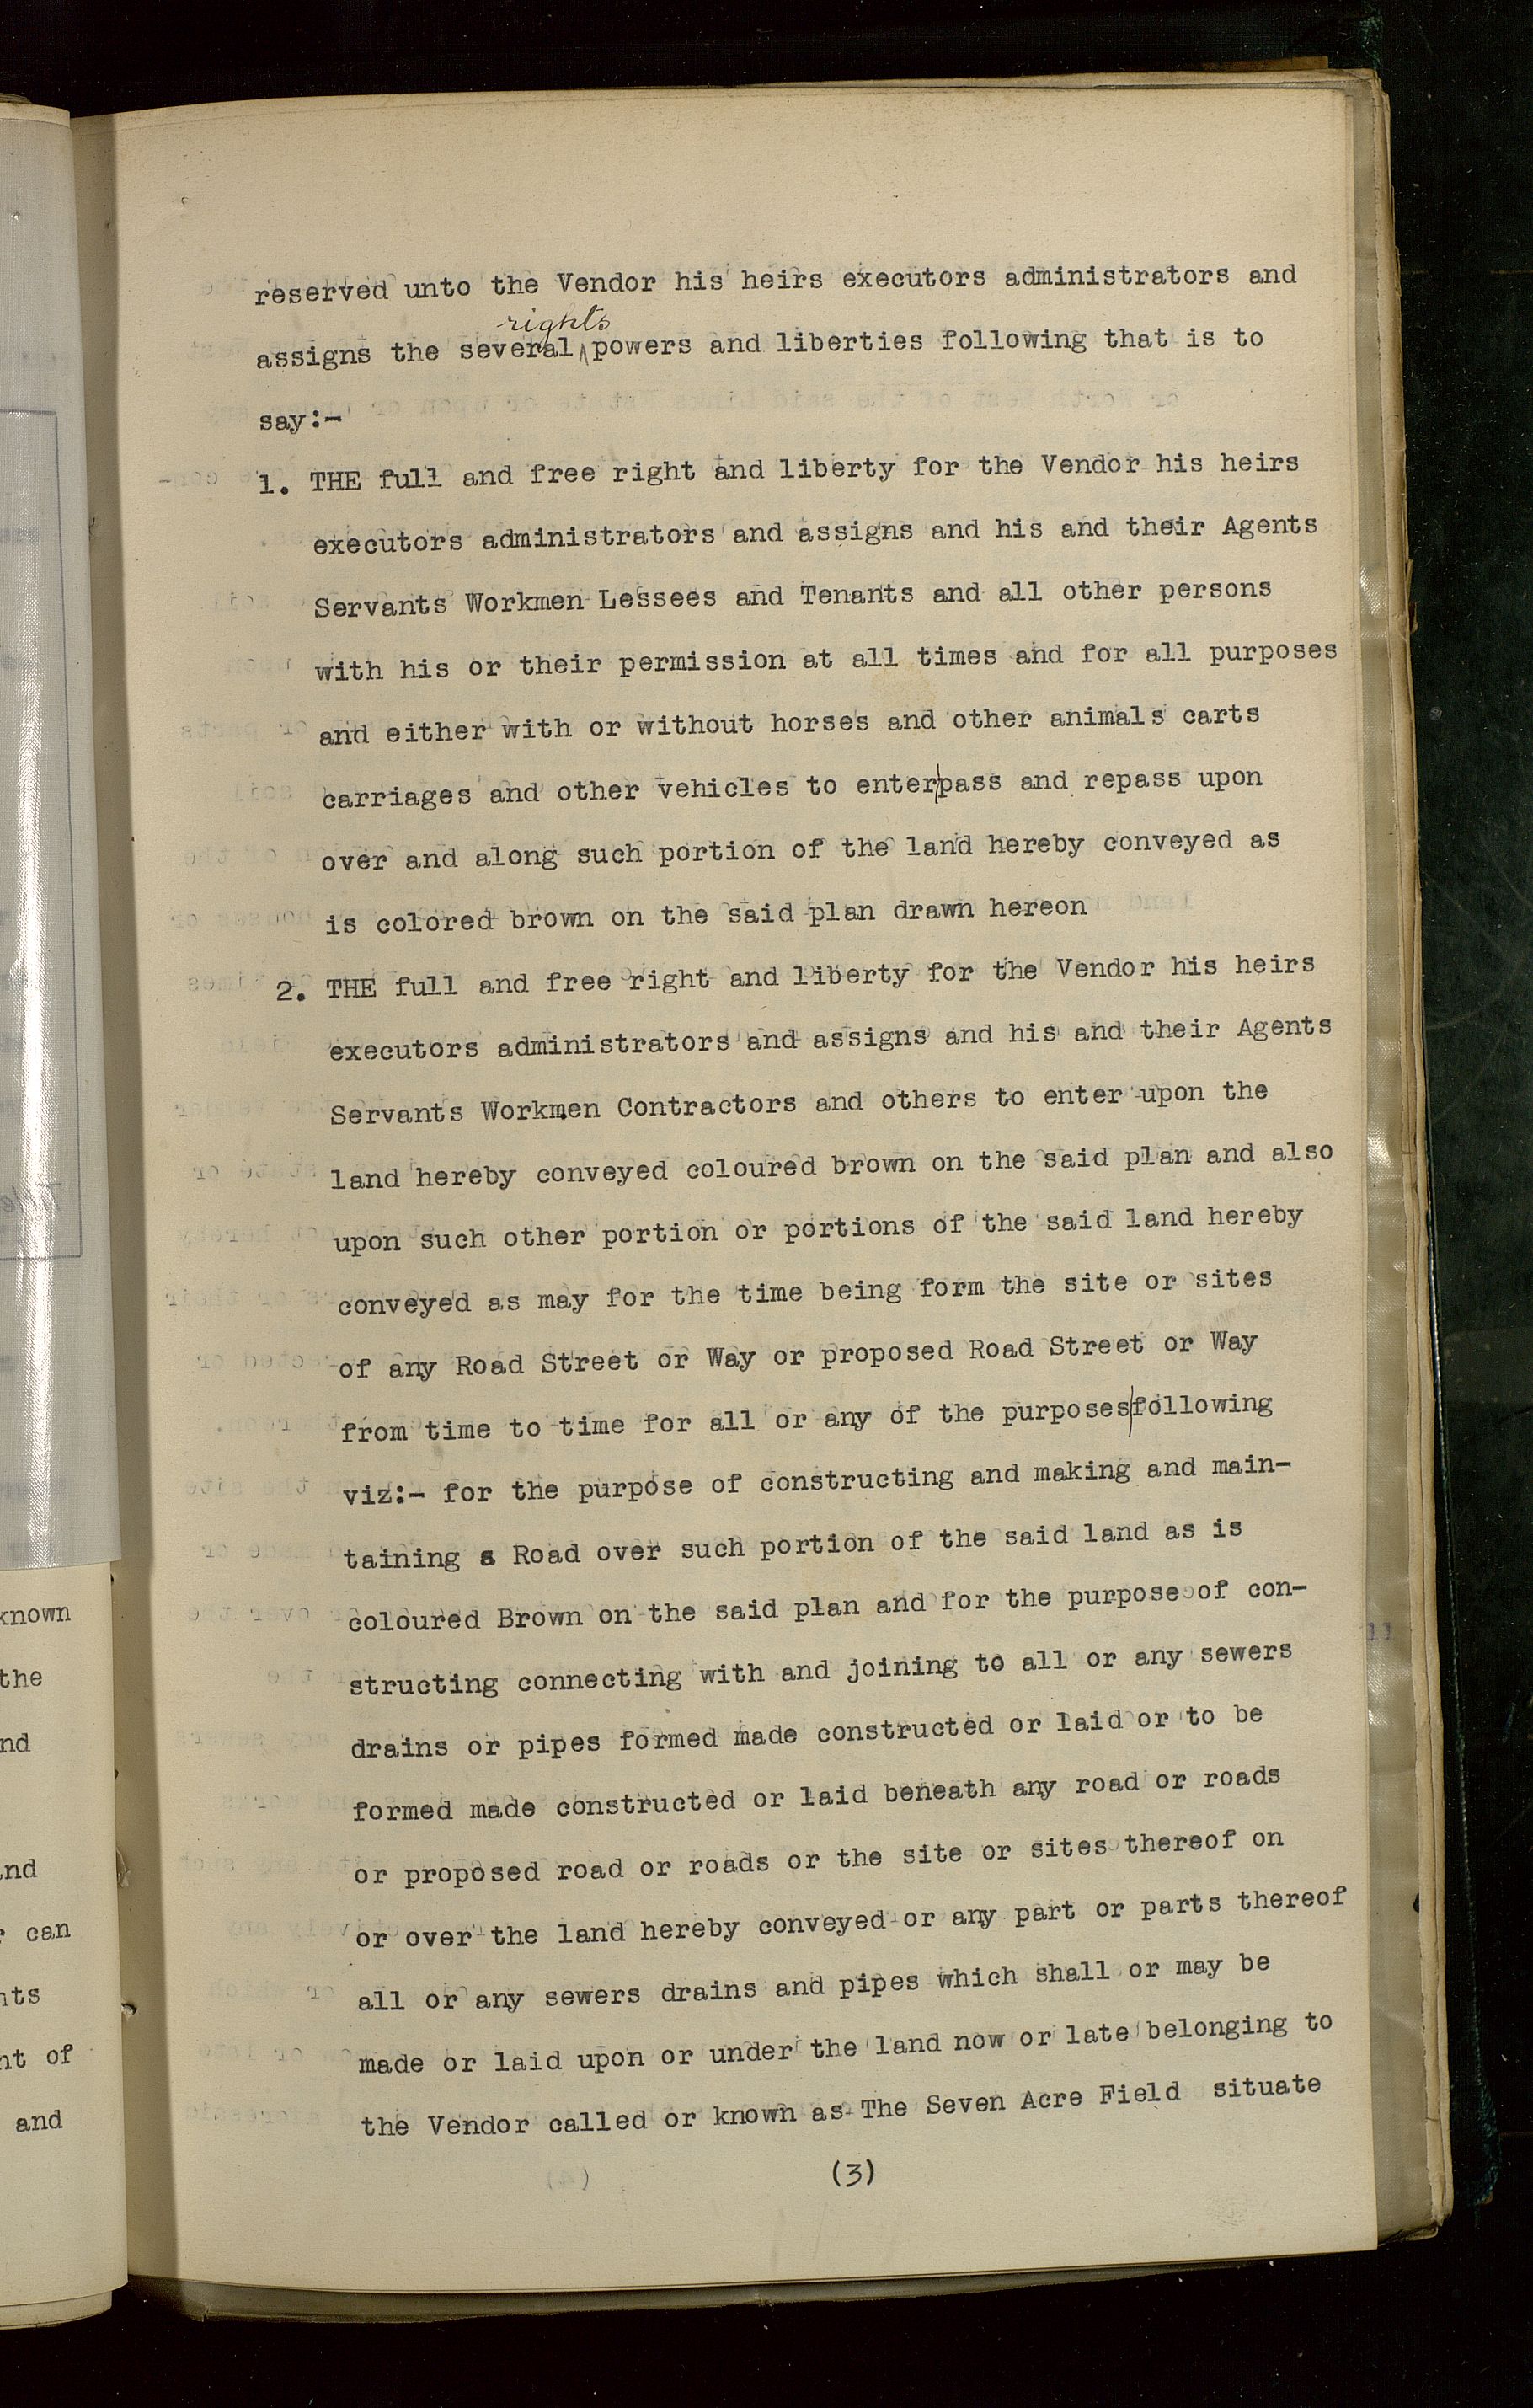 reserved unto the Vendor his heirs executors administrators and
rights
assigns the several powers and liberties following that is to
say:-
1. THE full and free right and liberty for the Vendor his heirs
executors administrators and assigns and his and their Agents
Servants Workmen Lessees and Tenants and all other persons
with his or their permission at all times and for all purposes
and either with or without horses and other animals carts
carriages and other vehicles to enter|pass and repass upon
over and along such portion of the land hereby conveyed as
is colored brown on the said plan drawn hereon
2. THE full and free right and liberty for the Vendor his heirs
executors administrators and assigns and his and their Agents
Servants Workmen Contractors and others to enter upon the
land hereby conveyed coloured brown on the said plan and also
upon such other portion or portions of the said land hereby
conveyed as may for the time being form the site or sites
of any Road Street or Way or proposed Road Street or Way
from time to time for all or any of the purposes|following
viz:- for the purpose of constructing and making and main-
taining a Road over such portion of the said land as is
coloured Brown on the said plan and for the purpose of con-
structing connecting with and joining to all or any sewers
drains or pipes formed made constructed or laid or to be
formed made constructed or laid beneath any road or roads
or proposed road or roads or the site or sites thereof on
or over the land hereby conveyed or any part or parts thereof
all or any sewers drains and pipes which shall or may be
made or laid upon or under the land now or late belonging to
the Vendor called or known as The Seven Acre Field situate
(3)
known
the
nd
and
can
nt of
and